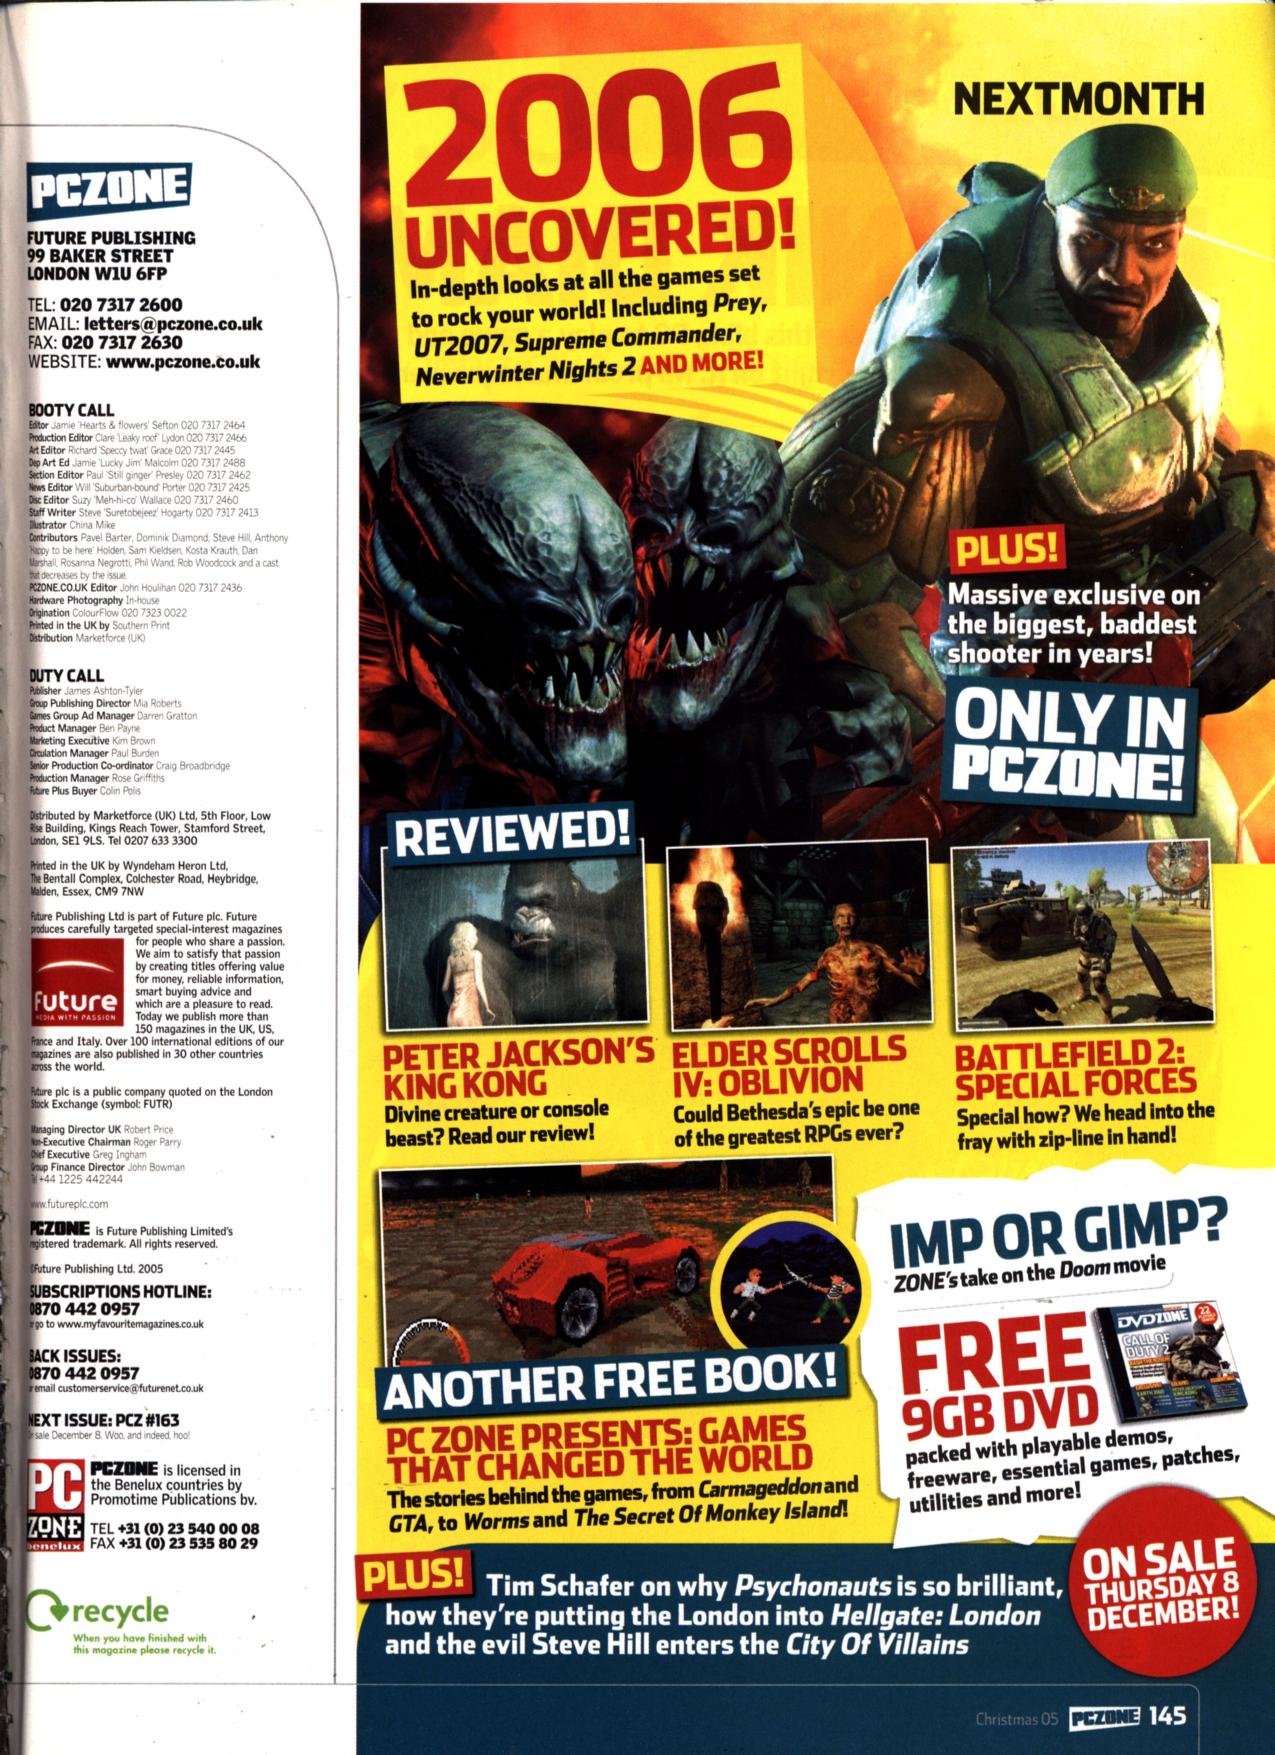 PCZONE
FUTURE PUBLISHING
99 BAKER STREET
LONDON W1U 6FP
TEL: 020 7317 2600
EMAIL: letters@pczone.co.uk
FAX: 020 7317 2630
WEBSITE: www.pczone.co.uk
BOOTY CALL
Editor Jamie 'Hearts & flowers' Sefton 020 7317 2464
Production Editor Clare 'Leaky roof' Lydon 020 7317 2466
Art Editor Richard 'Speccy twat' Grace 020 7317 2445
Dep Art Ed Jamie 'Lucky Jim' Malcolm 020 7317 2488
Section Editor Paul 'Still ginger' Presley 020 7317 2462
News Editor Will 'Suburban-bound' Porter 020 7317 2425
Disc Editor Suzy 'Meh-hi-co' Wallace 020 7317 2460
Staff Writer Steve 'Suretobejeez' Hogarty 020 7317 2413
Illustrator China Mike
Contributors Pavel Barter, Dominik Diamond, Steve Hill, Anthony
'Happy to be here' Holden, Sam Kieldsen, Kosta Krauth, Dan
Marshall, Rosanna Negrotti, Phil Wand, Rob Woodcock and a cast
that decreases by the issue.
PCZONE.CO.UK Editor John Houlihan 020 7317 2436
Hardware Photography In-house
Origination ColourFlow 020 7323 0022
Printed in the UK by Southern Print
Distribution Marketforce (UK)
DUTY CALL
Publisher James Ashton-Tyler
Group Publishing Director Mia Roberts
Games Group Ad Manager Darren Gratton
Product Manager Ben Payne
Marketing Executive Kim Brown
Circulation Manager Paul Burden
Senior Production Co-ordinator Craig Broadbridge
Production Manager Rose Griffiths
Future Plus Buyer Colin Polis
Distributed by Marketforce (UK) Ltd, 5th Floor, Low
Rise Building, Kings Reach Tower, Stamford Street,
London, SE1 9LS. Tel 0207 633 3300
Printed in the UK by Wyndeham Heron Ltd,
The Bentall Complex, Colchester Road, Heybridge,
Maldon, Essex, CM9 7NW
Future Publishing Ltd is part of Future plc. Future
produces carefully targeted special-interest magazines
for people who share a passion.
We aim to satisfy that passion
by creating titles offering value
for money, reliable information,
smart buying advice and
which are a pleasure to read.
Today we publish more than
150 magazines in the UK, US,
France and Italy. Over 100 international editions of our
magazines are also published in 30 other countries
across the world.
Future
MEDIA WITH PASSION
Future plc is a public company quoted on the London
Stock Exchange (symbol: FUTR)
Managing Director UK Robert Price
Non-Executive Chairman Roger Parry
Chief Executive Greg Ingham
Group Finance Director John Bowman
Tel +44 1225 442244
www.futureplc.com
PCZONE is Future Publishing Limited's
registered trademark. All rights reserved.
©Future Publishing Ltd. 2005
SUBSCRIPTIONS HOTLINE:
0870 442 0957
or go to www.myfavouritemagazines.co.uk
BACK ISSUES:
0870 442 0957
or email customerservice@futurenet.co.uk
NEXT ISSUE: PCZ #163
On sale December 8. Woo, and indeed, hoo!
PC
ZONE
benelux
PCZONE is licensed in
the Benelux countries by
Promotime Publications bv.
TEL +31 (0) 23 540 00 08
FAX +31 (0) 23 535 80 29
recycle
When you have finished with
this magazine please recycle it.
NEXTMONTH
2006
UNCOVERED!
In-depth looks at all the games set
to rock your world! Including Prey,
UT2007, Supreme Commander,
Neverwinter Nights 2 AND MORE!
PLUS!
Massive exclusive on
the biggest, baddest
shooter in years!
ONLY IN
PCZONE!
REVIEWED!
PETER JACKSON'S
KING KONG
Divine creature or console
beast? Read our review!
ELDER SCROLLS
IV: OBLIVION
Could Bethesda's epic be one
of the greatest RPGs ever?
BATTLEFIELD 2:
SPECIAL FORCES
Special how? We head into the
fray with zip-line in hand!
ANOTHER FREE BOOK!
PC ZONE PRESENTS: GAMES
THAT CHANGED THE WORLD
The stories behind the games, from Carmageddon and
GTA, to Worms and The Secret Of Monkey Island!
IMP OR GIMP?
ZONE's take on the Doom movie
FREE
9GB DVD
DVDZONE
22
CALL OF
DUTY 2
packed with playable demos,
freeware, essential games, patches,
utilities and more!
PLUS!
Tim Schafer on why Psychonauts is so brilliant,
how they're putting the London into Hellgate: London
and the evil Steve Hill enters the City Of Villains
ON SALE
THURSDAY 8
DECEMBER!
Christmas 05 PCZONE 145